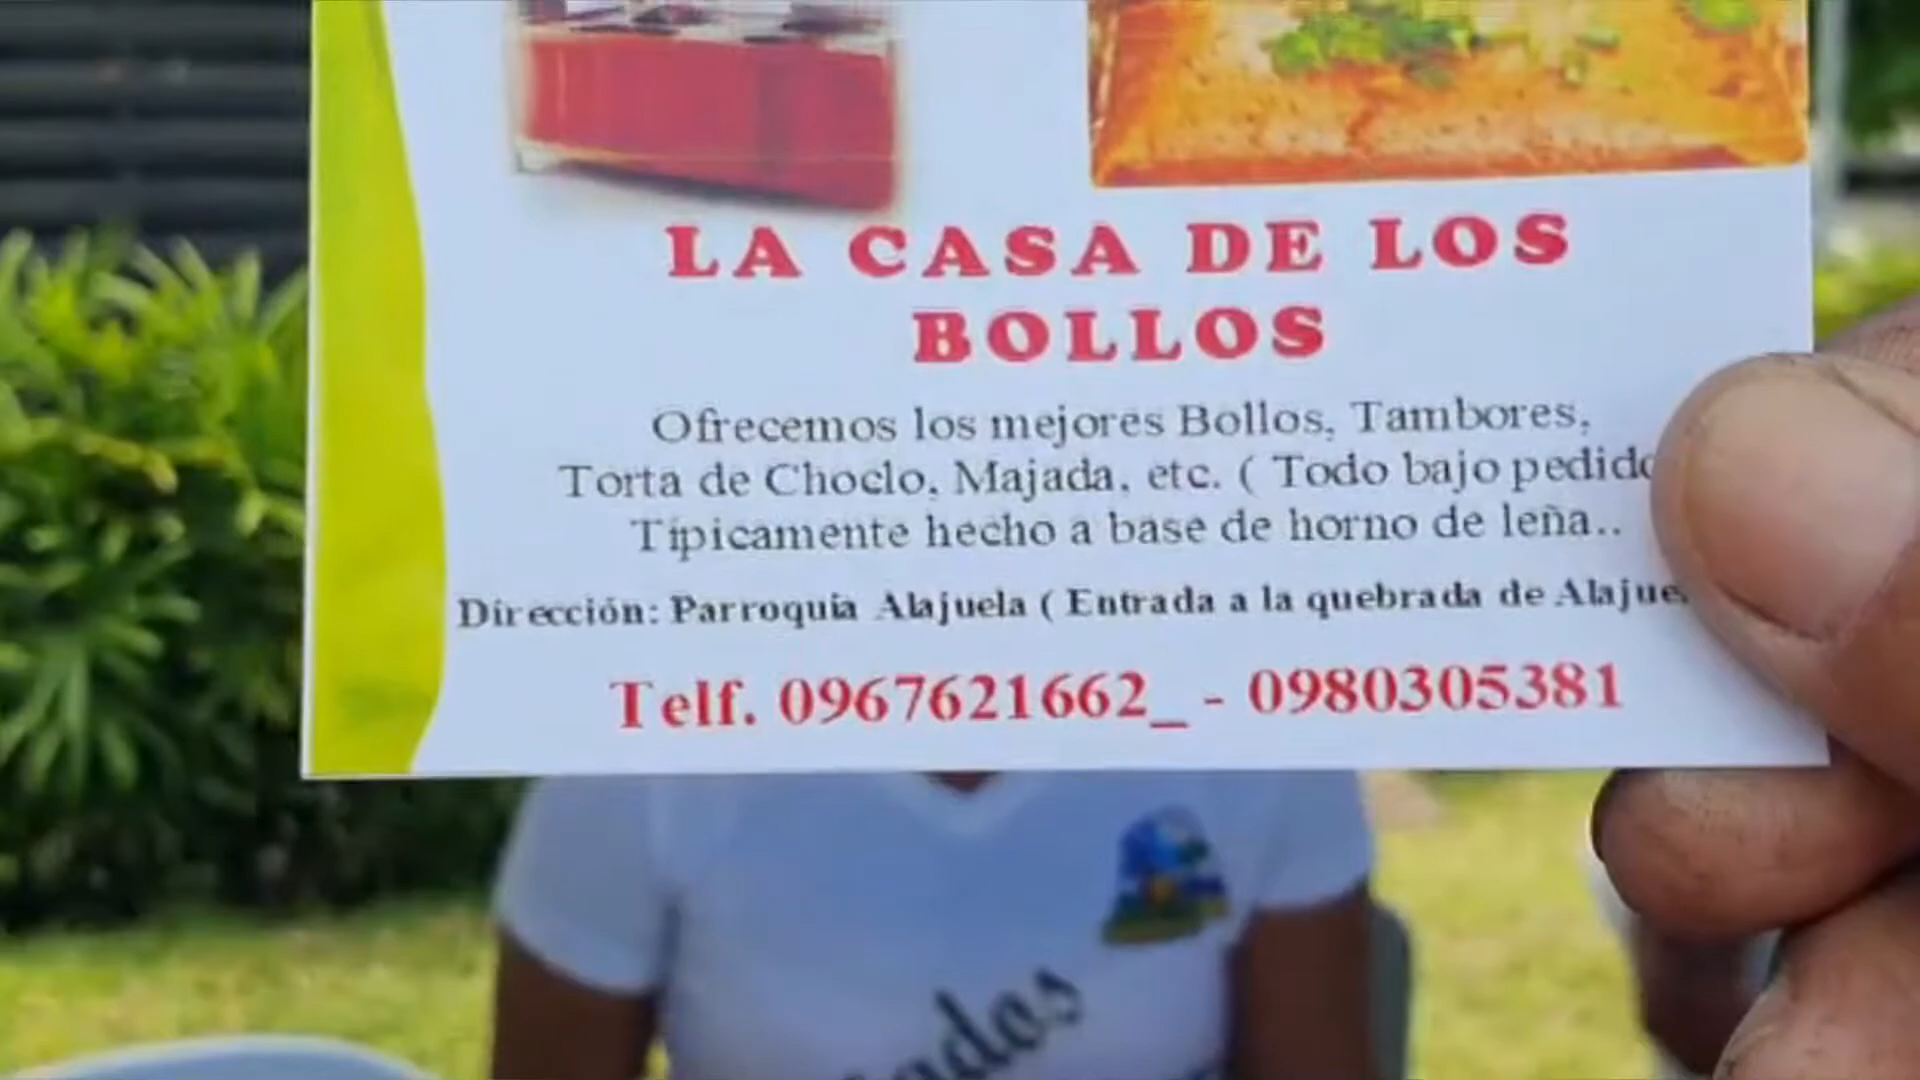 LA CASA DE LOS
BOLLOS
Ofrecemos los mejores Bollos, Tambores,
Torta de Choclo, Majada, etc. ( Todo bajo
Típicamente hecho a base de horno de leña..
Dirección: Parroquia Alajuela ( Entrada a la quebrada de
Telf. 0967621662_ - 0980305381